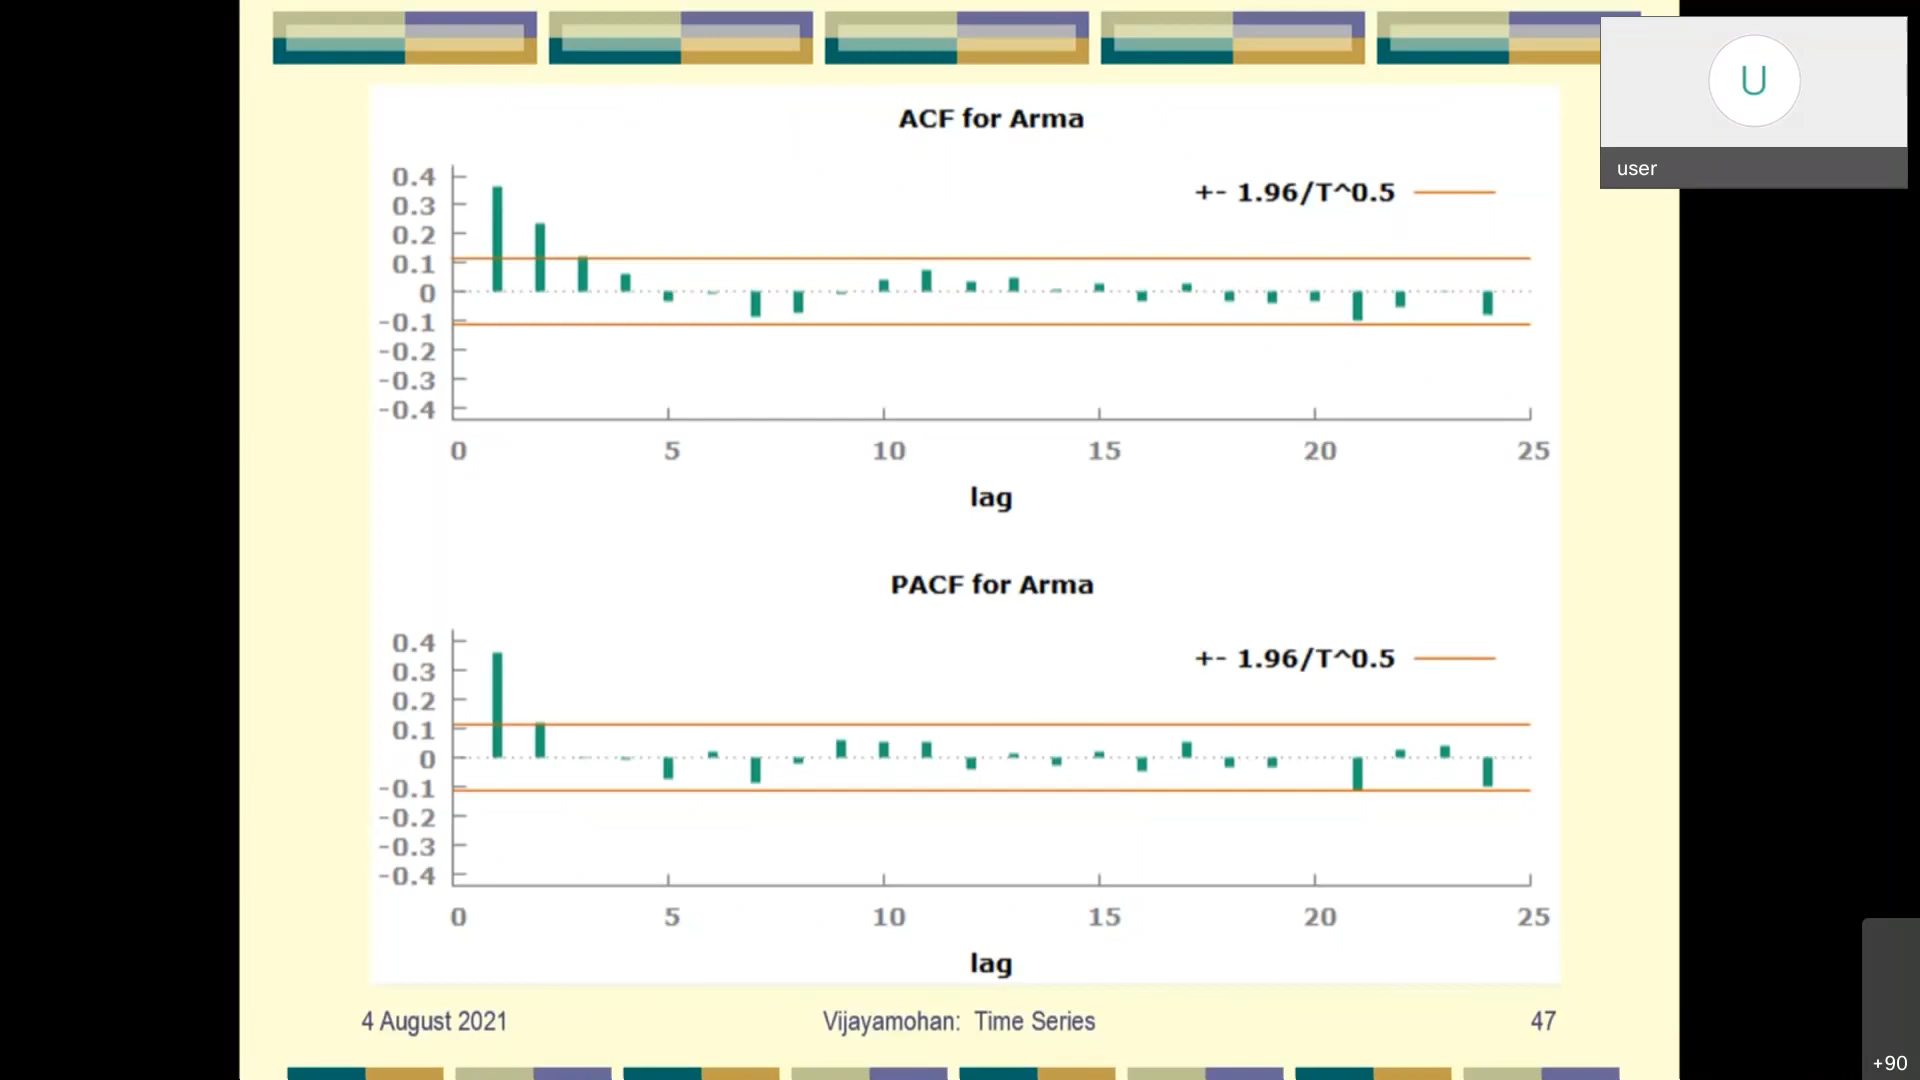 ACF for Arma
+- 1.96/T^0.5
0.4
0.3
0.2
0.1
0
-0.1
-0.2
-0.3
-0.4
0 5 10 15 20 25
lag
PACF for Arma
+- 1.96/T^0.5
0.4
0.3
0.2
0.1
0
-0.1
-0.2
-0.3
-0.4
0 5 10 15 20 25
lag
4 August 2021 Vijayamohan: Time Series 47
U
user
+90